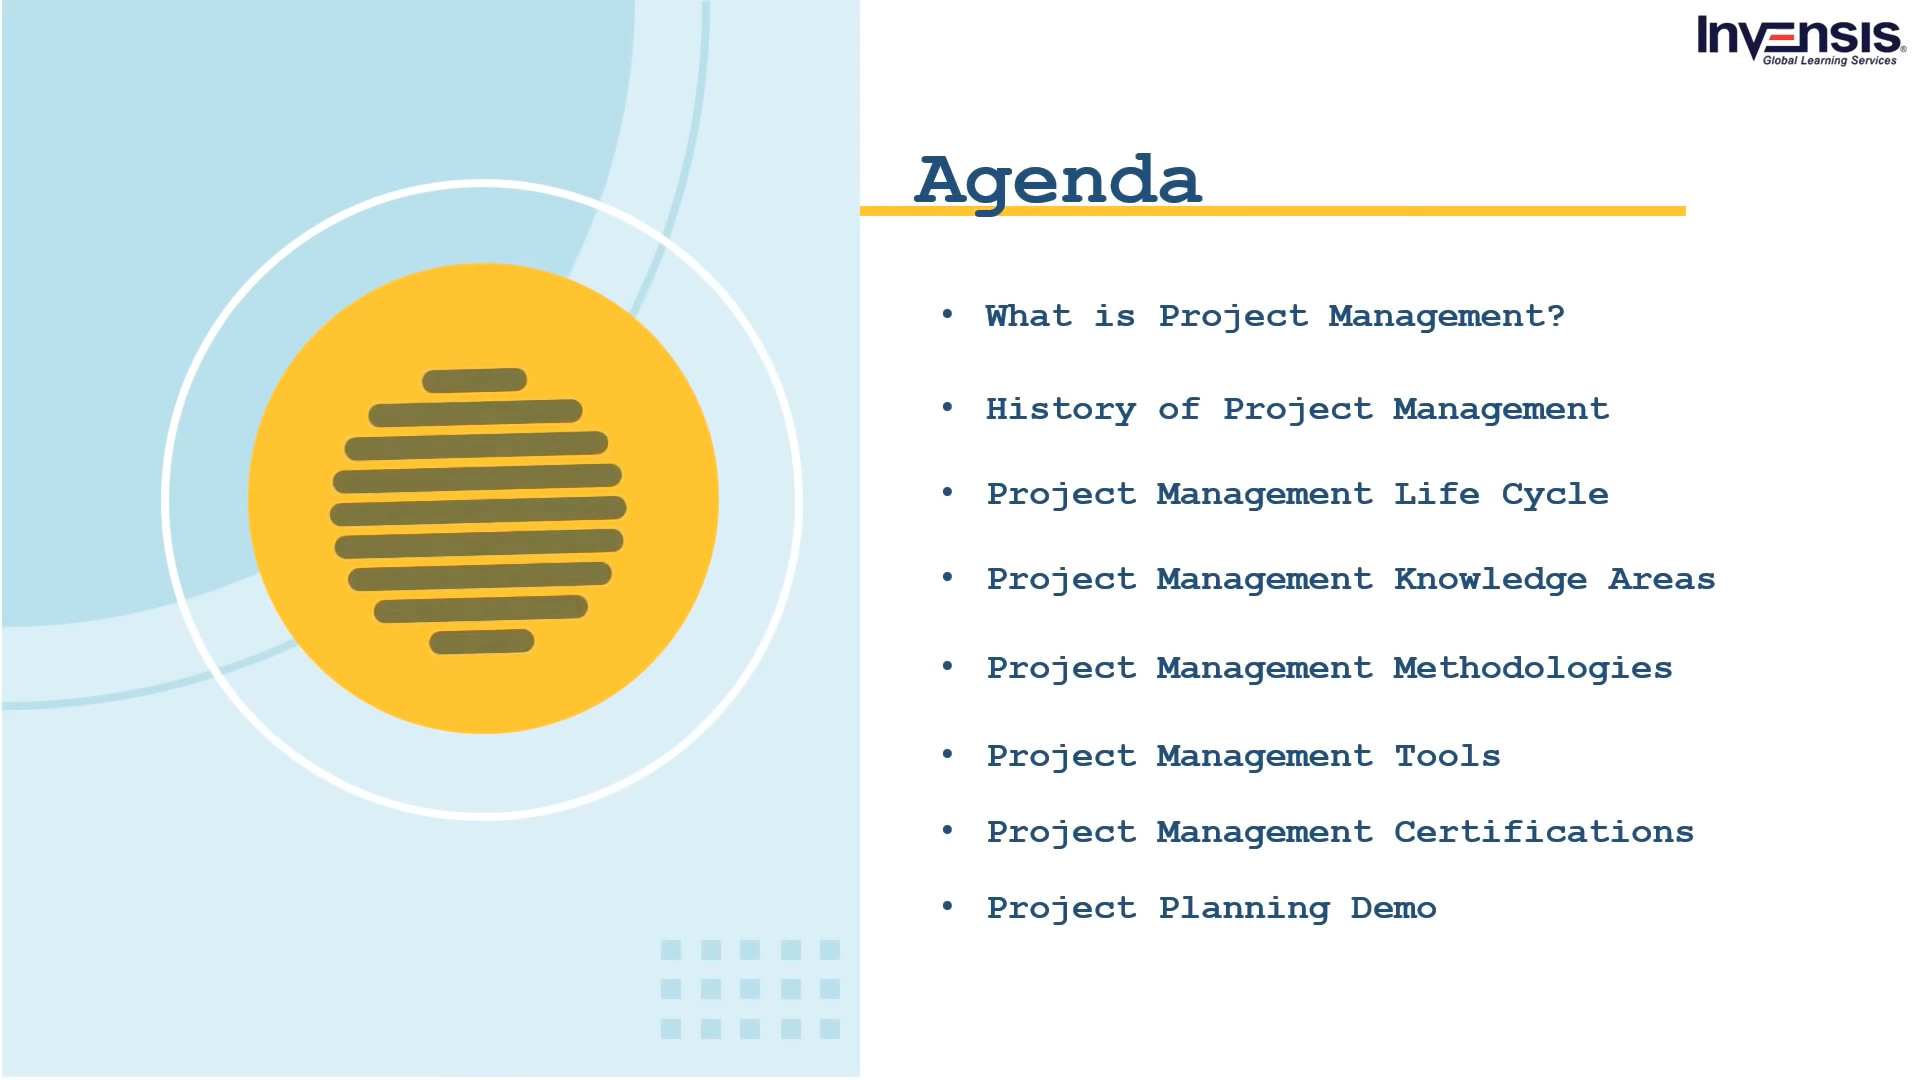 Invensis®
Global Learning Services
Agenda
• What is Project Management?
• History of Project Management
• Project Management Life Cycle
• Project Management Knowledge Areas
• Project Management Methodologies
• Project Management Tools
• Project Management Certifications
• Project Planning Demo